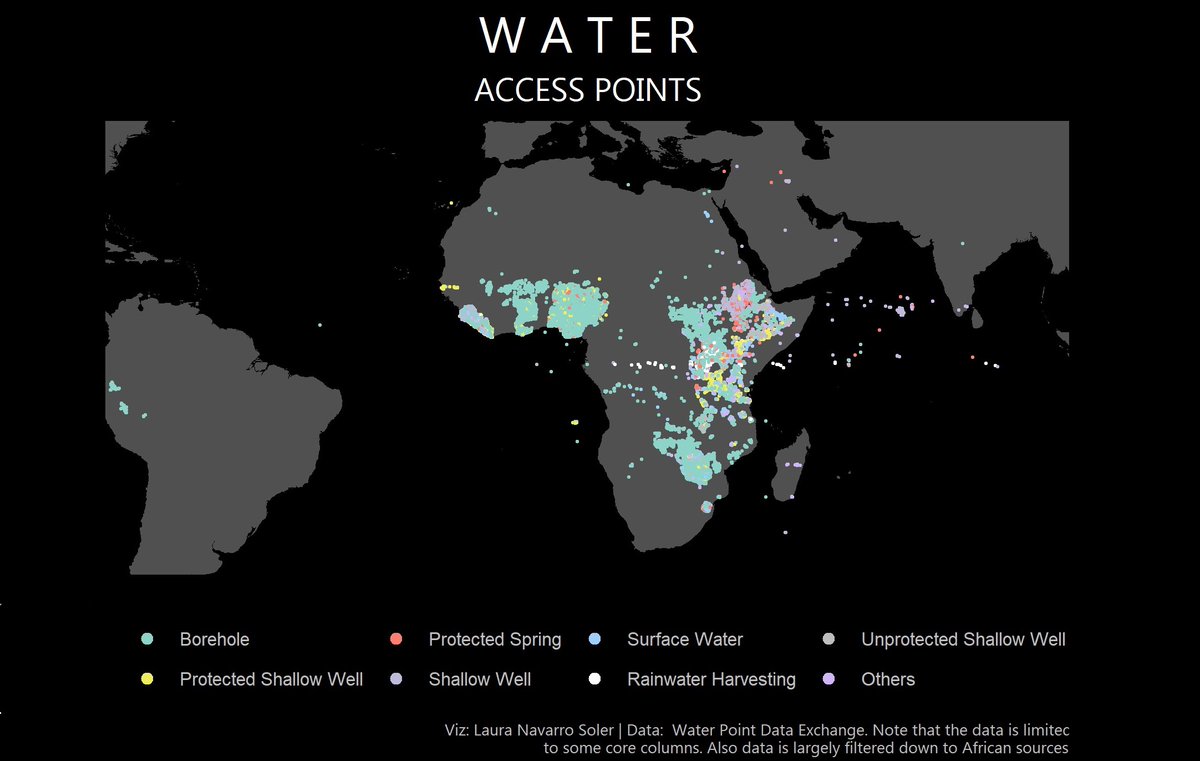 WATER
ACCESS POINTS
Borehole
Protected Spring
Surface Water
Unprotected Shallow Well
Protected Shallow Well
Shallow Well
Rainwater Harvesting
Others
Viz: Laura Navarro Soler | Data: Water Point Data Exchange. Note that the data is limitec
to some core columns. Also data is largely filtered down to African sources